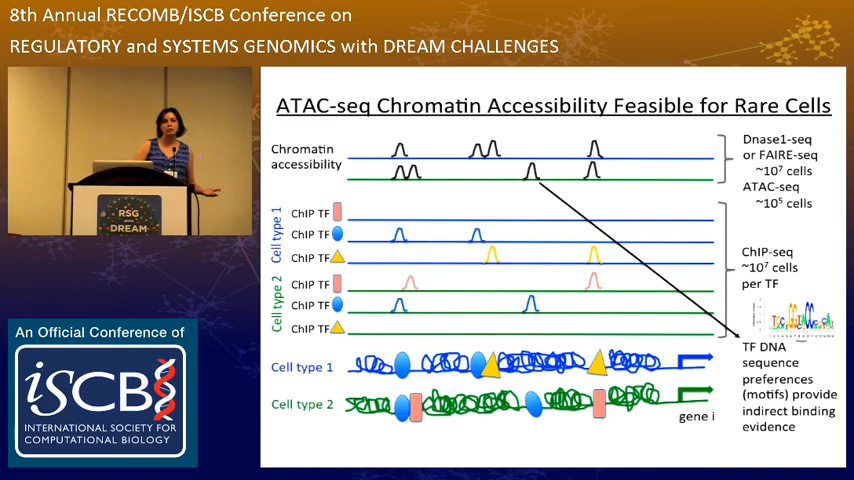 8th Annual RECOMB/ISCB Conference on
REGULATORY and SYSTEMS GENOMICS with DREAM CHALLENGES
RSG
with
DREAM
An Official Conference of
ISCB
INTERNATIONAL SOCIETY FOR
COMPUTATIONAL BIOLOGY
ATAC-seq Chromatin Accessibility Feasible for Rare Cells
Chromatin
accessibility
Dnase1-seq
or FAIRE-seq
~10⁷ cells
ATAC-seq
~10⁵ cells
Cell type 1
ChIP TF
ChIP TF
ChIP TF
Cell type 2
ChIP TF
ChIP TF
ChIP TF
ChIP-seq
~10⁷ cells
per TF
TF DNA
sequence
preferences
(motifs) provide
indirect binding
evidence
Cell type 1
Cell type 2
gene i